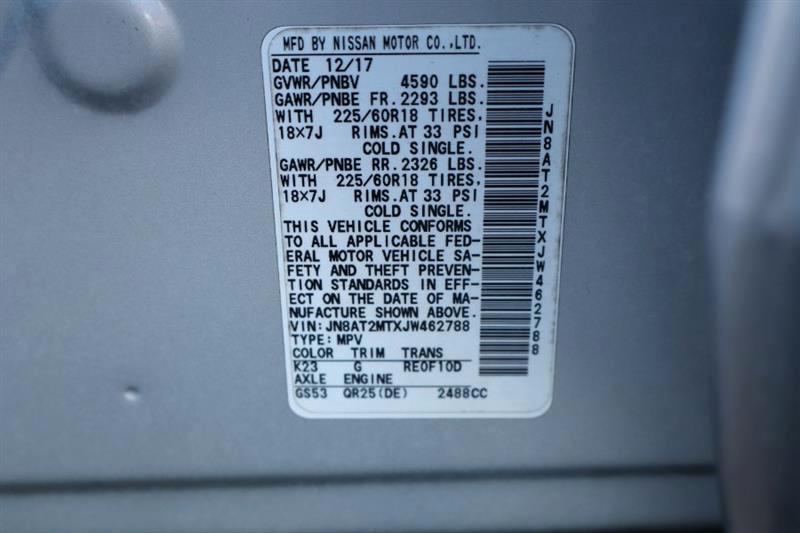 MFD BY NISSAN MOTOR CO.,LTD.
DATE 12/17
GVWR/PNBV 4590 LBS.
GAWR/PNBE FR. 2293 LBS.
WITH 225/60R18 TIRES,
18×7J RIMS.AT 33 PSI
COLD SINGLE.
GAWR/PNBE RR. 2326 LBS.
WITH 225/60R18 TIRES,
18×7J RIMS.AT 33 PSI
COLD SINGLE.
THIS VEHICLE CONFORMS
TO ALL APPLICABLE FED-
ERAL MOTOR VEHICLE SA-
FETY AND THEFT PREVEN-
TION STANDARDS IN EFF-
ECT ON THE DATE OF MA-
NUFACTURE SHOWN ABOVE.
VIN:JN8AT2MTXJW462788
TYPE:MPV
COLOR TRIM TRANS
K23 G RE0F10D
AXLE ENGINE
GS53 QR25(DE) 2488CC
JN8AT2MTXJW462788